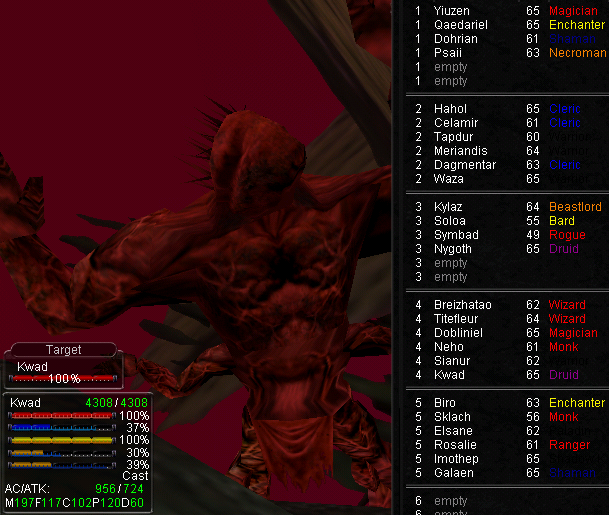 Target
Kwad
100%
Kwad 4308/4308
100%
37%
100%
30%
39%
Cast
AC/ATK: 956/724
M197F117C102P120D60
1 Yiuzen 65 Magician
1 Qaedariel 65 Enchanter
1 Dohrian 61 Shaman
1 Psaii 63 Necroman
1 empty
1 empty
2 Hahol 65 Cleric
2 Celamir 61 Cleric
2 Tapdur 60 Warrior
2 Meriandis 64 Warrior
2 Dagmentar 63 Cleric
2 Waza 65 Warrior
3 Kylaz 64 Beastlord
3 Soloa 55 Bard
3 Symbad 49 Rogue
3 Nygoth 65 Druid
3 empty
3 empty
4 Breizhatao 62 Wizard
4 Titefleur 64 Wizard
4 Dobliniel 65 Magician
4 Neho 61 Monk
4 Sianur 62
4 Kwad 65 Druid
5 Biro 63 Enchanter
5 Sklach 56 Monk
5 Elsane 62
5 Rosalie 61 Ranger
5 Imothep 65
5 Galaen 65 Shaman
6 empty
6 empty